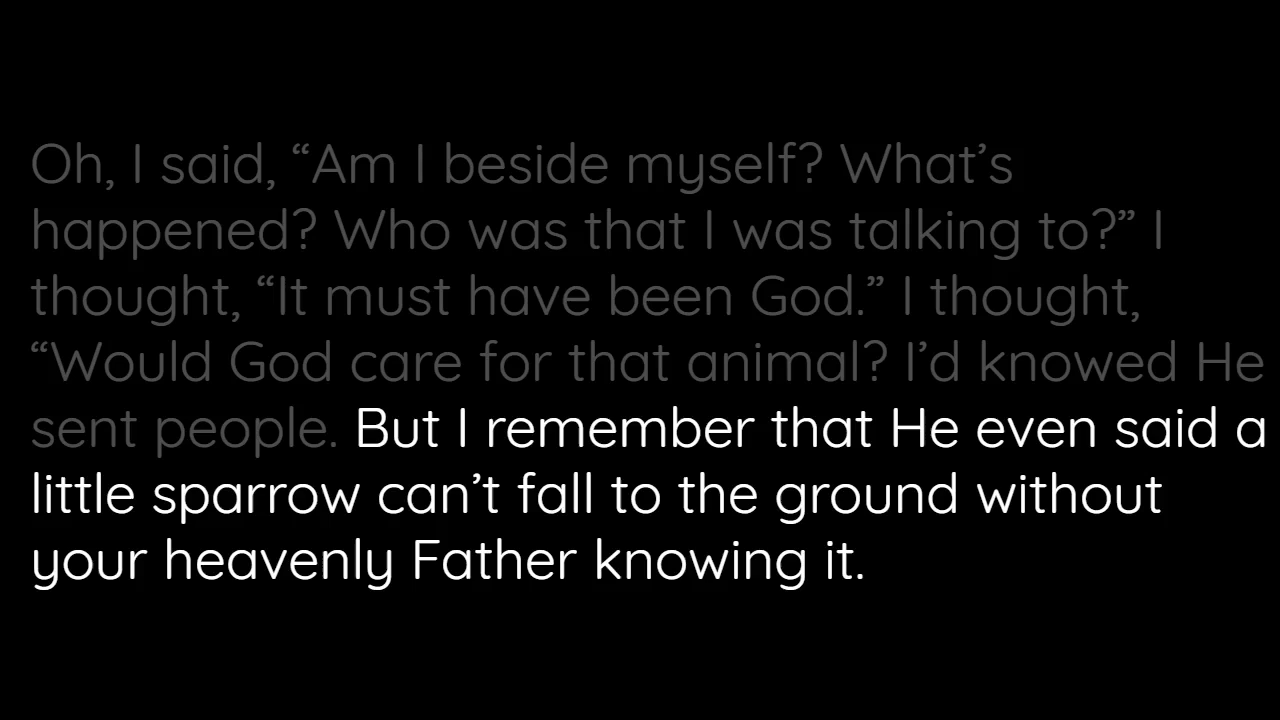 Oh, I said, “Am I beside myself? What’s
happened? Who was that I was talking to?” I
thought, “It must have been God.” I thought,
“Would God care for that animal? I’d knowed He
sent people. But I remember that He even said a
little sparrow can’t fall to the ground without
your heavenly Father knowing it.